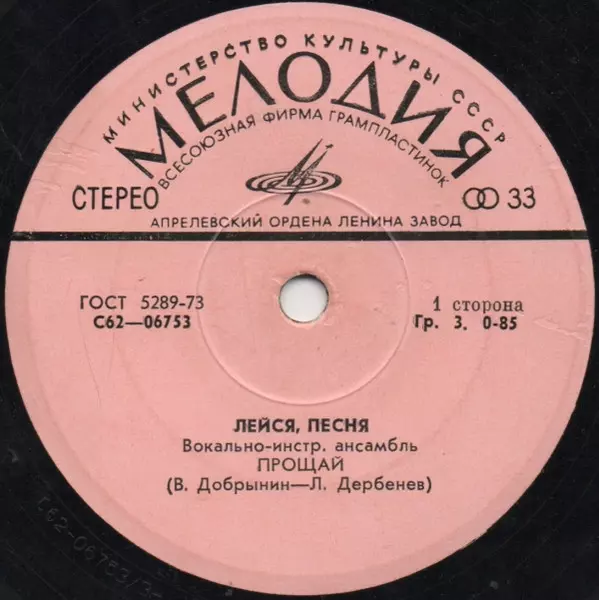 МИНИСТЕРСТВО КУЛЬТУРЫ СССР
МЕЛОДИЯ
ВСЕСОЮЗНАЯ ФИРМА ГРАМПЛАСТИНОК
СТЕРЕО
33
АПРЕЛЕВСКИЙ ОРДЕНА ЛЕНИНА ЗАВОД
ГОСТ 5289-73
С62—06753
1 сторона
Гр. 3. 0-85
ЛЕЙСЯ, ПЕСНЯ
Вокально-инстр. ансамбль
ПРОЩАЙ
(В. Добрынин—Л. Дербенев)